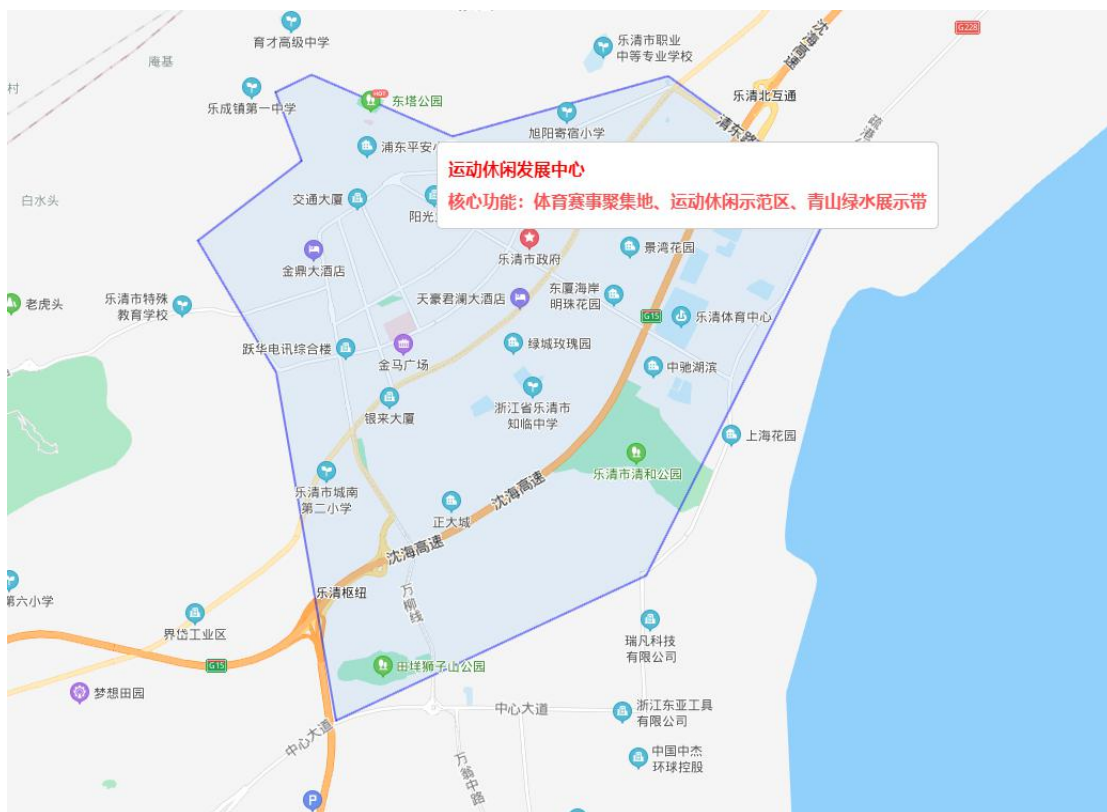 G228
沈海高速
育才高级中学
乐清市职业
中等专业学校
庵基
村
乐成镇第一中学
HOT
东塔公园
乐清北互通
旭阳寄宿小学
清东路
疏港
浦东平安小
运动休闲发展中心
核心功能：体育赛事聚集地、运动休闲示范区、青山绿水展示带
白水头
交通大厦
阳光
乐清市政府
景湾花园
金鼎大酒店
老虎头
乐清市特殊
教育学校
天豪君澜大酒店
东厦海岸
明珠花园
G15
乐清体育中心
跃华电讯综合楼
金马广场
绿城玫瑰园
中驰湖滨
银来大厦
浙江省乐清市
知临中学
上海花园
乐清市清和公园
乐清市城南
第二小学
正大城
沈海高速
沈海高速
第六小学
乐清枢纽
万柳线
界岱工业区
瑞凡科技
有限公司
G15
田垟狮子山公园
梦想田园
中心大道
中心大道
浙江东亚工具
有限公司
万翁中路
中国中杰
环球控股
P